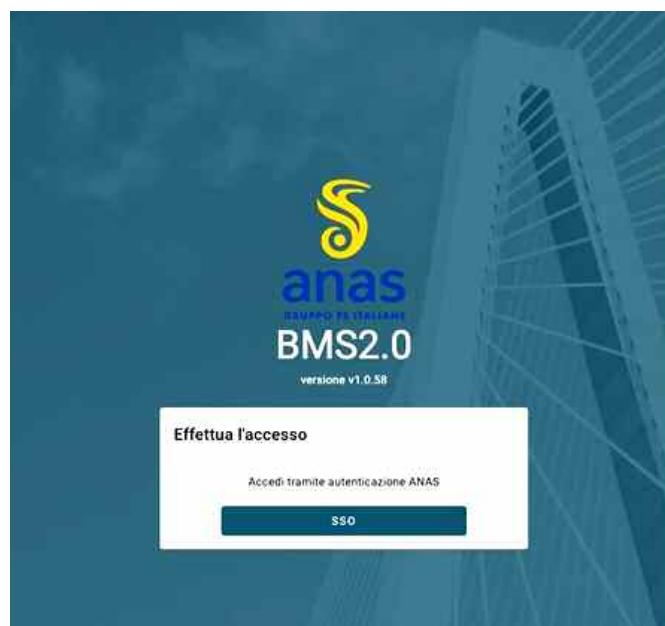 anas
GRUPPO FS ITALIANE
BMS2.0
versione v1.0.58
Effettua l'accesso
Accedi tramite autenticazione ANAS
SSO